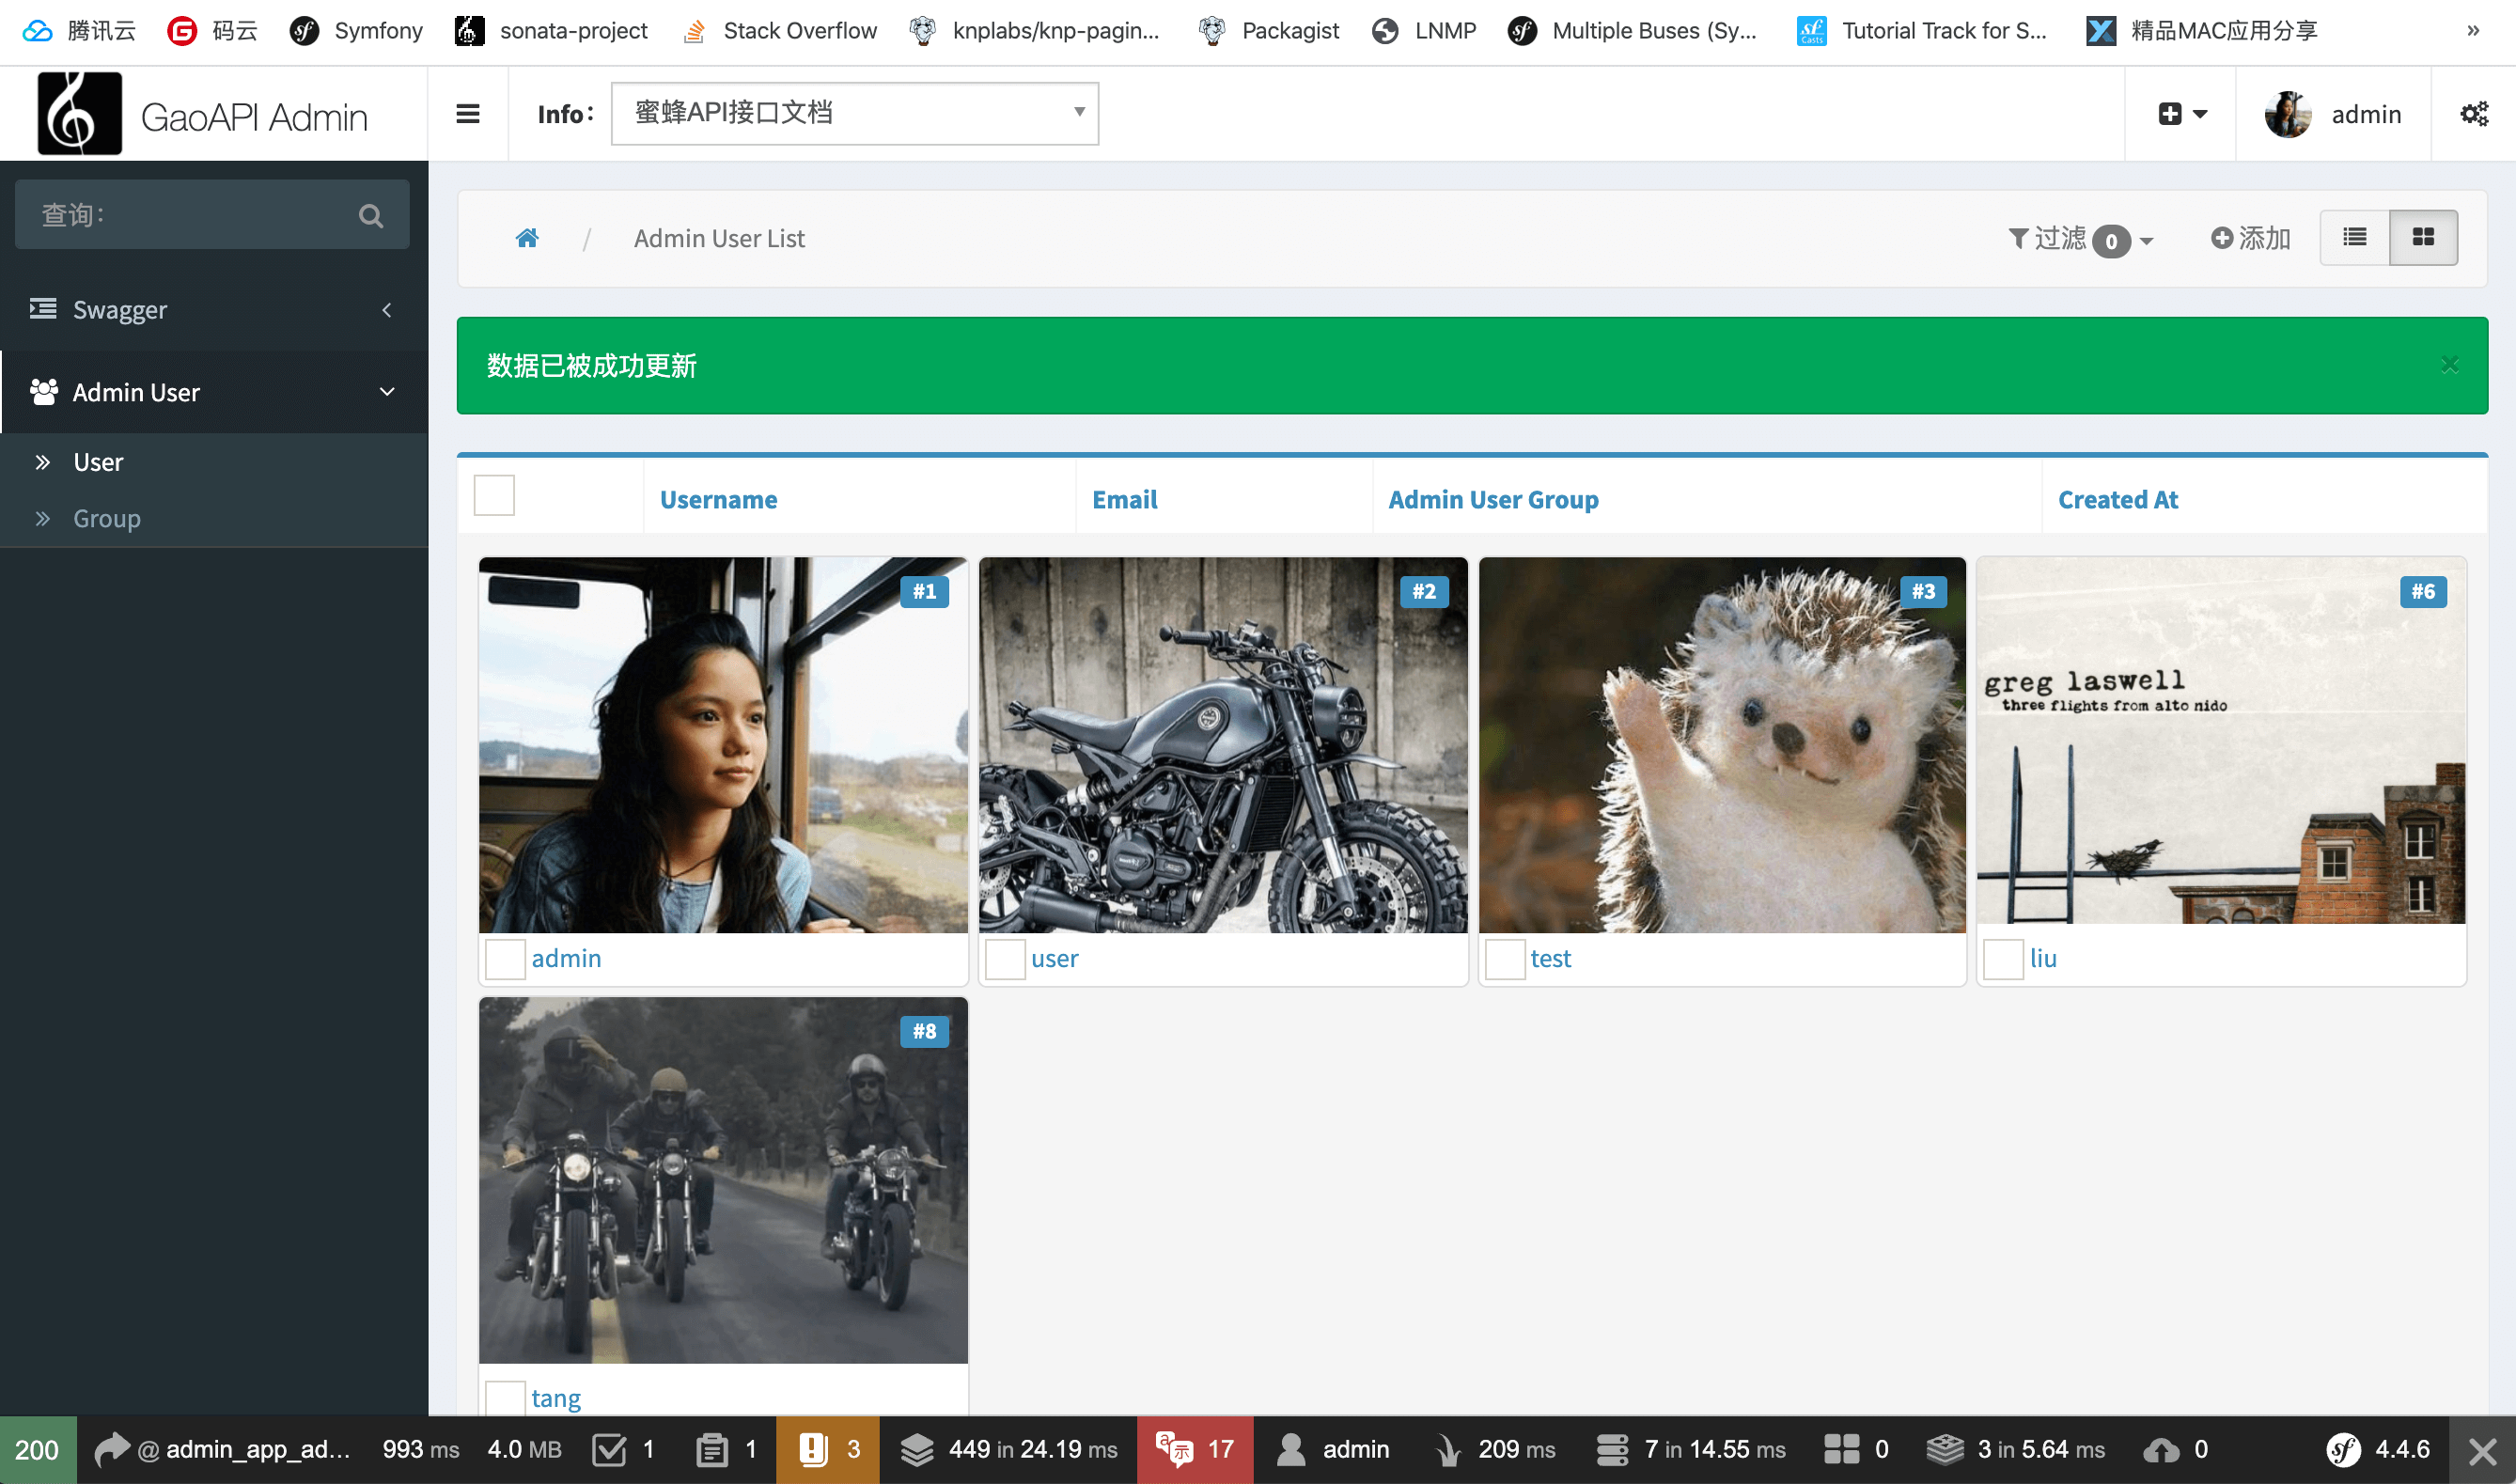 腾讯云 码云 Symfony sonata-project Stack Overflow knplabs/knp-pagin... Packagist LNMP Multiple Buses (Sy... Tutorial Track for S... 精品MAC应用分享 »
GaoAPI Admin Info： 蜜蜂API接口文档 admin
查询： Admin User List 过滤 0 添加
Swagger
数据已被成功更新 ×
Admin User
User
Group
Username Email Admin User Group Created At
#1 #2 #3 #6
greg laswell
three flights from alto nido
admin user test liu
#8
tang
200 @ admin_app_ad... 993 ms 4.0 MB 1 1 3 449 in 24.19 ms 17 admin 209 ms 7 in 14.55 ms 0 3 in 5.64 ms 0 4.4.6